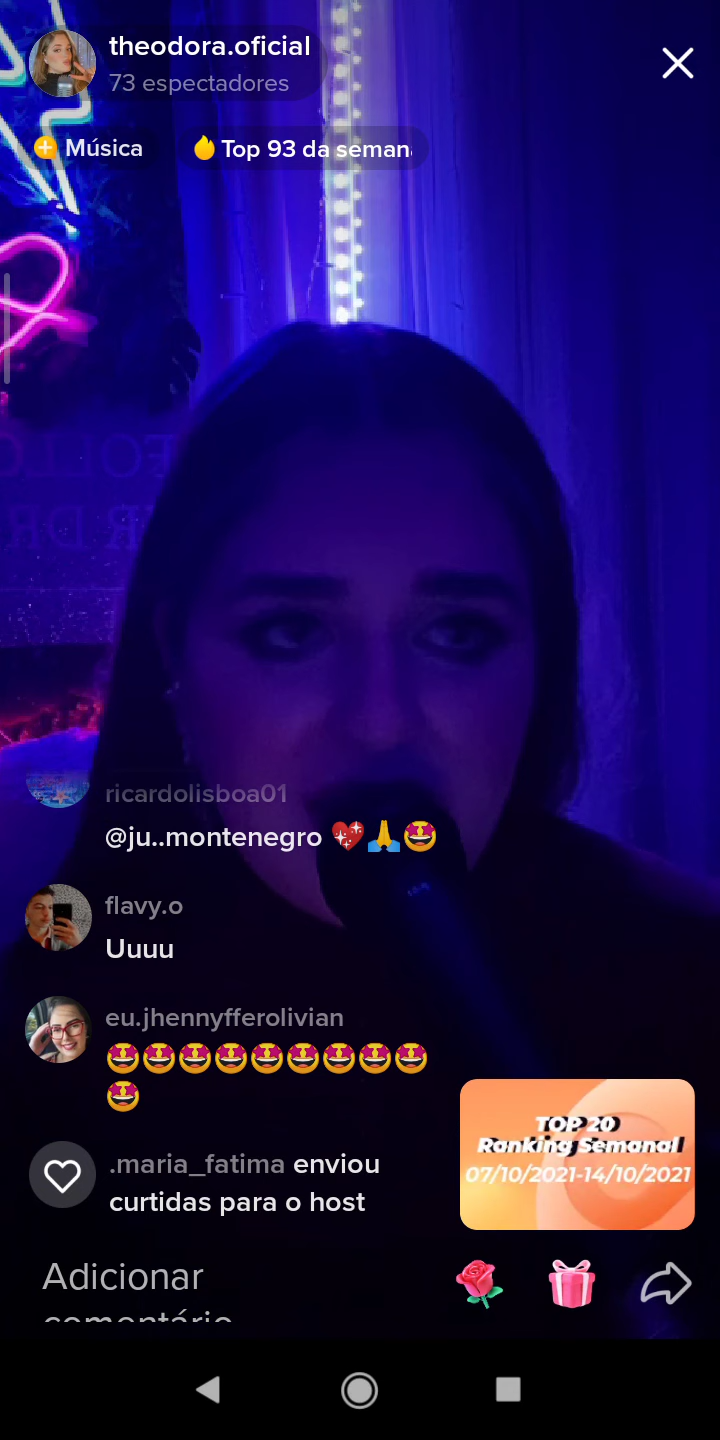 theodora.oficial
73 espectadores
Música
Top 93 da seman
ricardolisboa01
@ju..montenegro 💖🙏🤩
flavy.o
Uuuu
eu.jhennyfferolivian
🤩🤩🤩🤩🤩🤩🤩🤩🤩
🤩
TOP 20
Ranking Semanal
07/10/2021-14/10/2021
.maria_fatima enviou
curtidas para o host
Adicionar
comentário